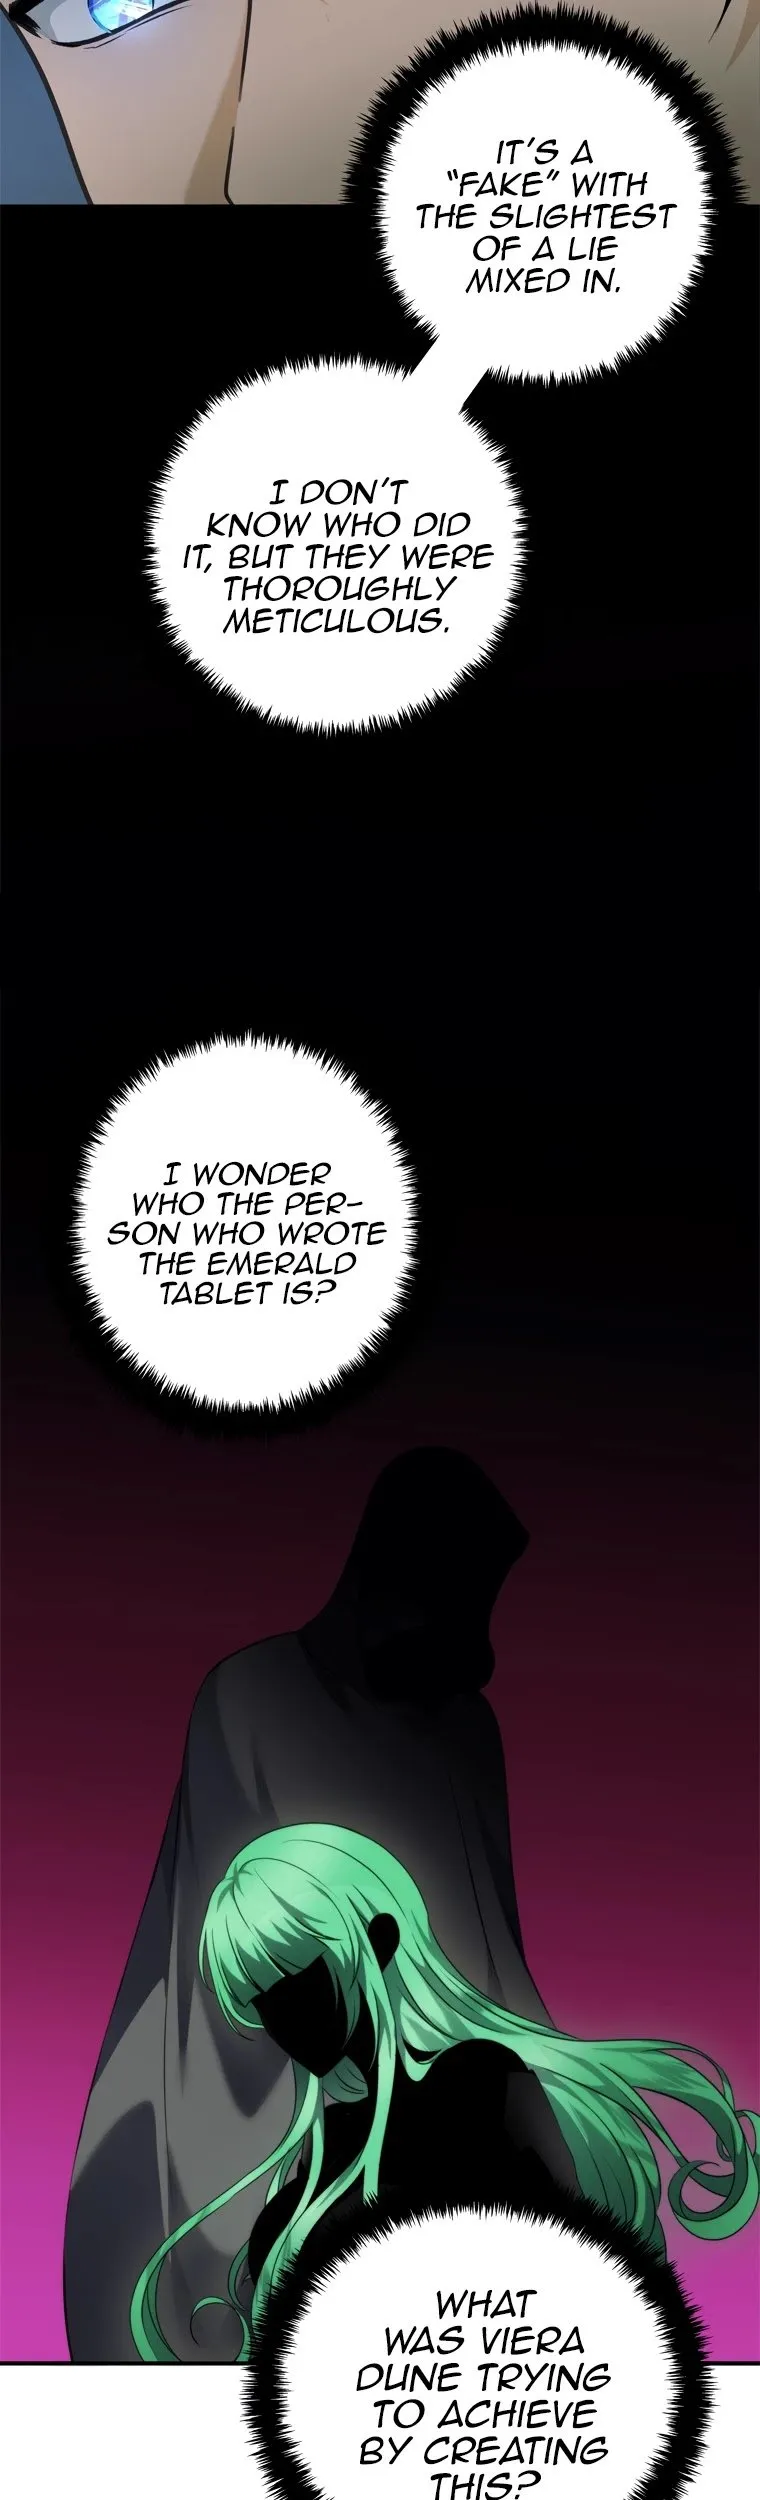 IT'S A
"FAKE" WITH
THE SLIGHTEST
OF A LIE
MIXED IN.
I DON'T
KNOW WHO DID
IT, BUT THEY WERE
THOROUGHLY
METICULOUS.
I WONDER
WHO THE PER-
SON WHO WROTE
THE EMERALD
TABLET IS?
WHAT
WAS VIERA
DUNE TRYING
TO ACHIEVE
BY CREATING
THIS?